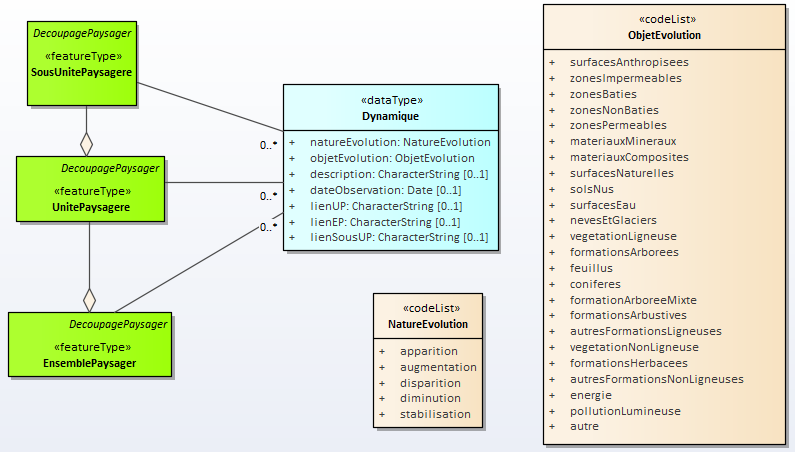 DecoupagePaysager
«featureType»
SousUnitePaysagere
DecoupagePaysager
«featureType»
UnitePaysagere
DecoupagePaysager
«featureType»
EnsemblePaysager
0..*
0..*
0..*
«dataType»
Dynamique
+ natureEvolution: NatureEvolution
+ objetEvolution: ObjetEvolution
+ description: CharacterString [0..1]
+ dateObservation: Date [0..1]
+ lienUP: CharacterString [0..1]
+ lienEP: CharacterString [0..1]
+ lienSousUP: CharacterString [0..1]
«codeList»
NatureEvolution
+ apparition
+ augmentation
+ disparition
+ diminution
+ stabilisation
«codeList»
ObjetEvolution
+ surfacesAnthropisees
+ zonesImpermeables
+ zonesBaties
+ zonesNonBaties
+ zonesPermeables
+ materiauxMineraux
+ materiauxComposites
+ surfacesNaturelles
+ solsNus
+ surfacesEau
+ nevesEtGlaciers
+ vegetationLigneuse
+ formationsArborees
+ feuillus
+ coniferes
+ formationArboreeMixte
+ formationsArbustives
+ autresFormationsLigneuses
+ vegetationNonLigneuse
+ formationsHerbacees
+ autresFormationsNonLigneuses
+ energie
+ pollutionLumineuse
+ autre